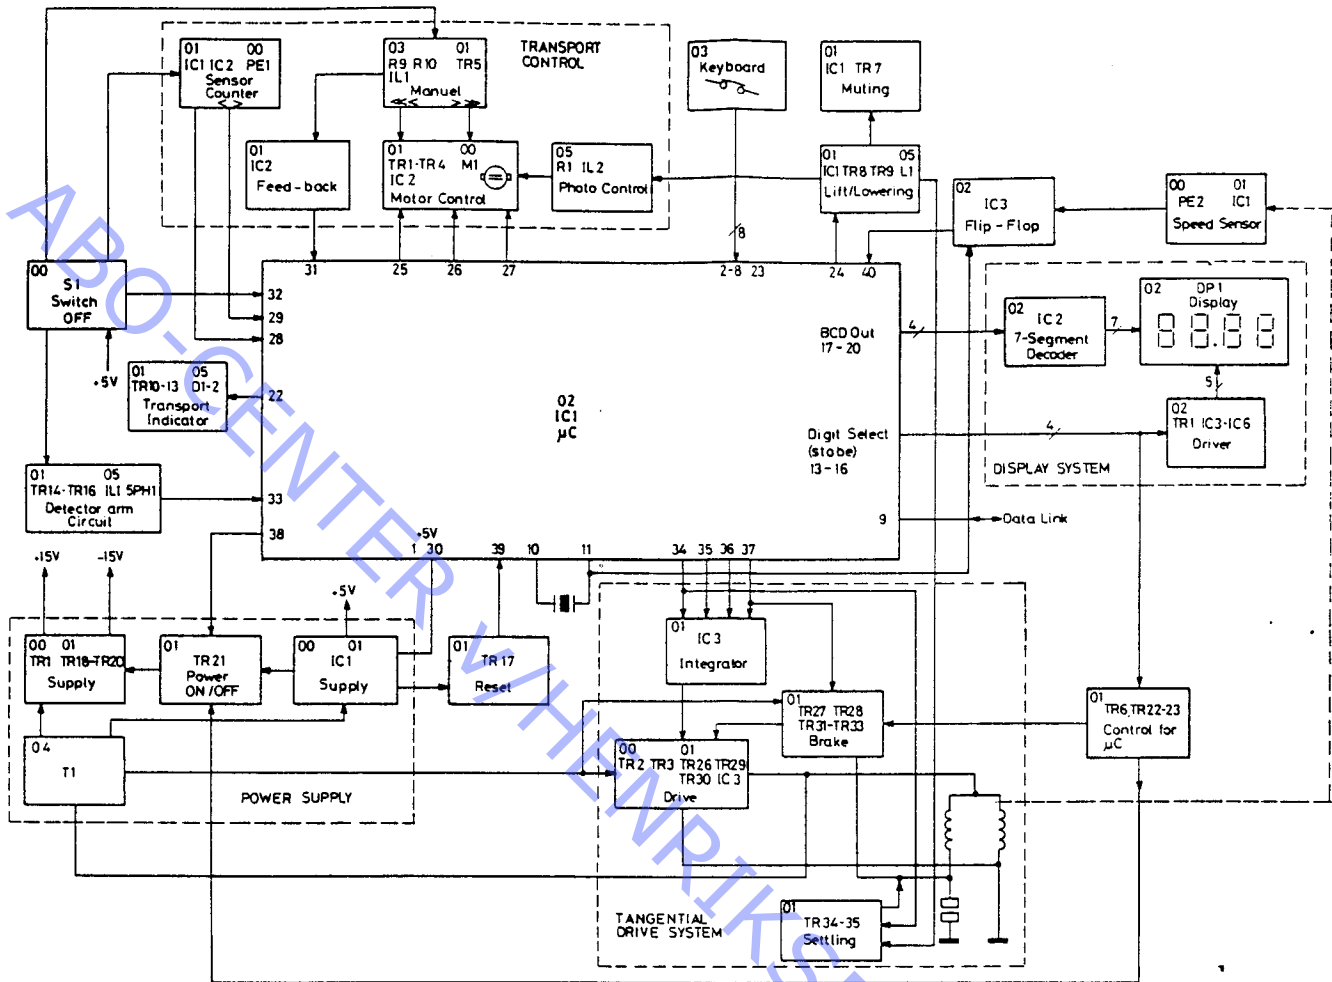 TRANSPORT
CONTROL
01 00
IC1 IC2 PE1
Sensor
Counter
< >
03 01
R9 R10 TR5
IL1
Manuel
≪< >≫
03
Keyboard
01
IC1 TR7
Muting
01
IC2
Feed-back
01 00
TR1-TR4 M1
IC2
Motor Control
05
R1 IL2
Photo Control
01 05
IC1 TR8 TR9 L1
Lift/Lowering
02
IC3
Flip-Flop
00 01
PE2 IC1
Speed Sensor
8
31 25 26 27 2-8 23 24 40
00
S1
Switch
OFF
+5V
32
29
28
22
33
38
01 05
TR10-13 D1-2
Transport
Indicator
01 05
TR14-TR16 IL1 5PH1
Detector arm
Circuit
02
IC1
µC
BCD Out
17-20
4
02
IC2
7-Segment
Decoder
7
02 DP1
Display
88.88
5
02
TR1 IC3-IC6
Driver
Digit Select
(stobe)
13-16
4
DISPLAY SYSTEM
9
Data Link
+5V
1 30 39 10 11 34 35 36 37
+15V -15V
+5V
00 01
TR1 TR18-TR20
Supply
01
TR21
Power
ON/OFF
00 01
IC1
Supply
01
TR17
Reset
01
IC3
Integrator
01
TR27 TR28
TR31-TR33
Brake
01
TR6,TR22-23
Control for
µC
04
T1
POWER SUPPLY
00 01
TR2 TR3 TR26 TR29
TR30 IC3
Drive
01
TR34-35
Settling
TANGENTIAL
DRIVE SYSTEM
ABO-CENTER W/HENRIKS